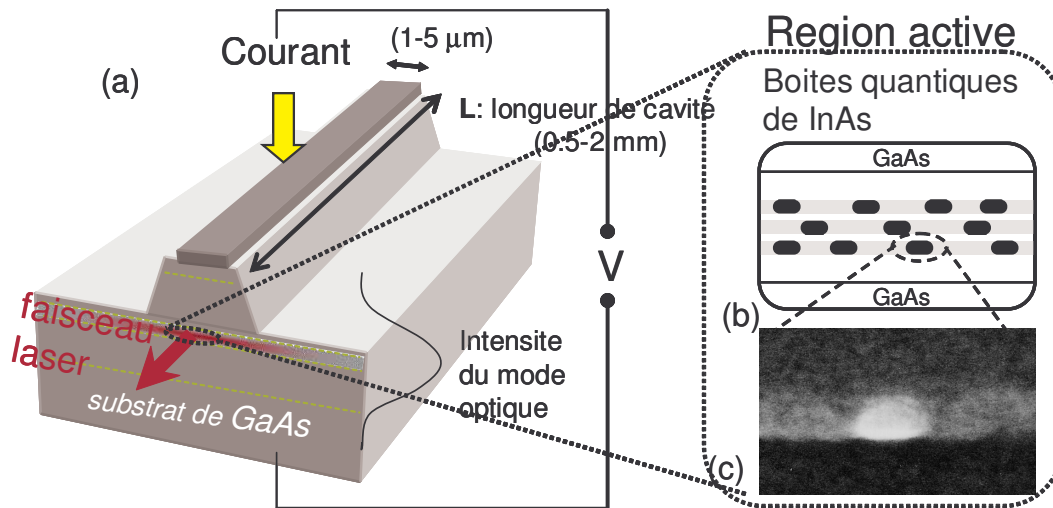 Courant
(1-5 μm)
(a)
L: longueur de cavité
(0.5-2 mm)
V
faisceau
laser
substrat de GaAs
Intensite
du mode
optique
Region active
Boites quantiques
de InAs
GaAs
GaAs
(b)
(c)